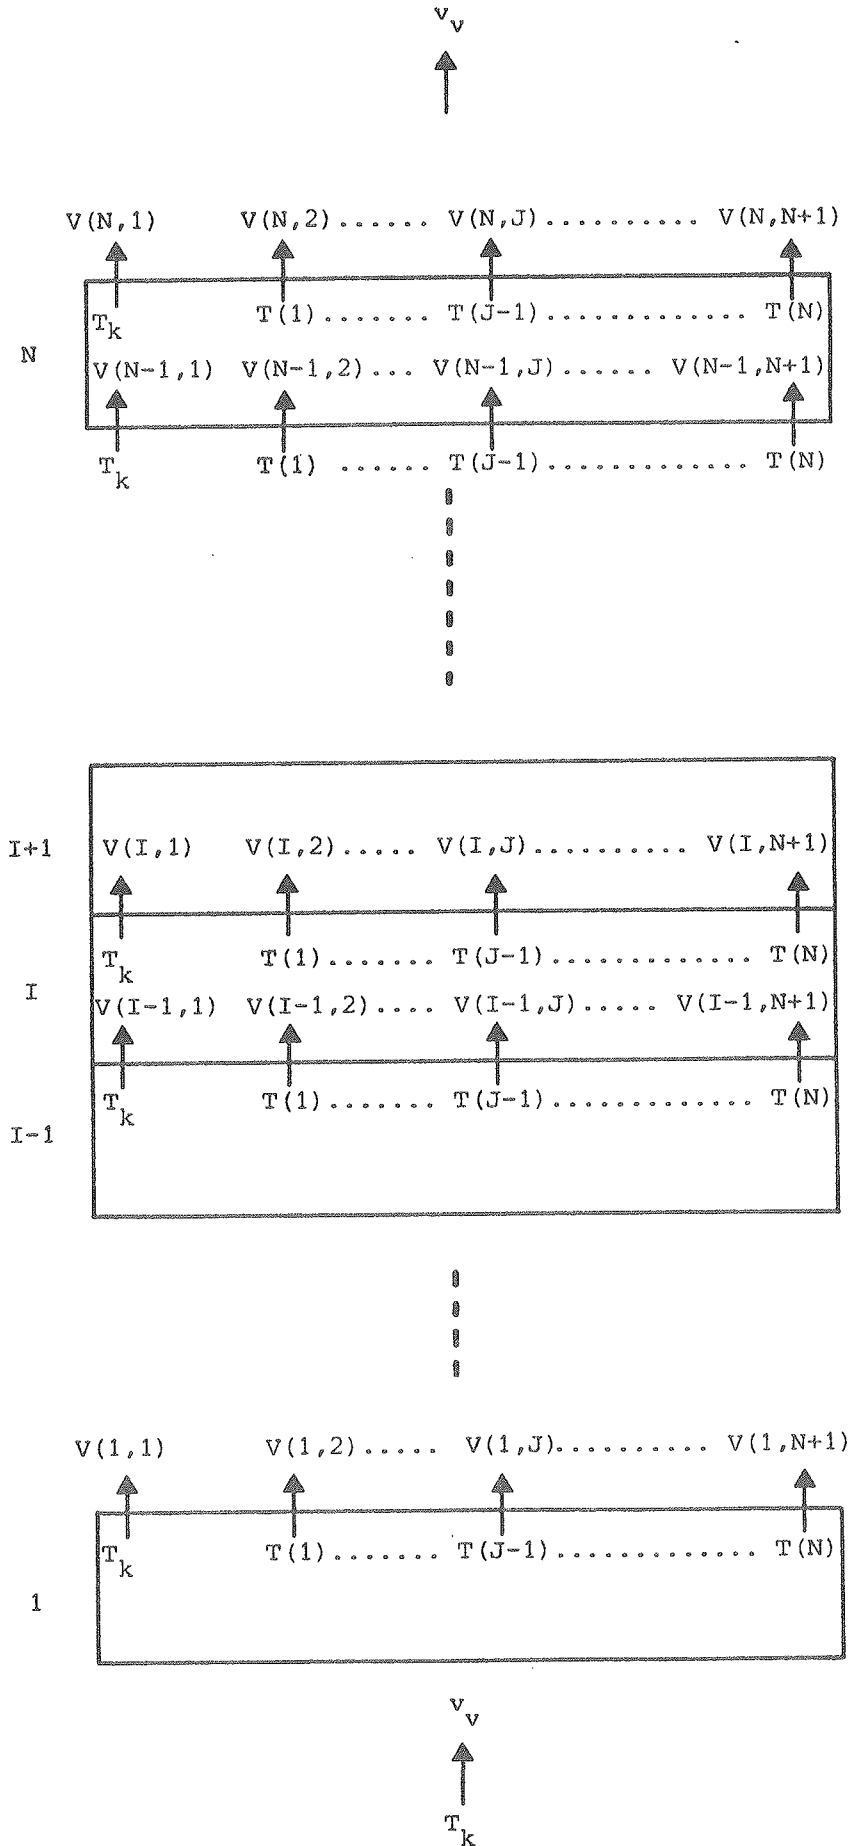 v_v
V(N,1) V(N,2)...... V(N,J).......... V(N,N+1)
T_k T(1)....... T(J-1)............. T(N)
N
V(N-1,1) V(N-1,2)... V(N-1,J)...... V(N-1,N+1)
T_k T(1) ...... T(J-1)............. T(N)
I+1 V(I,1) V(I,2)..... V(I,J).......... V(I,N+1)
T_k T(1)....... T(J-1)............. T(N)
I
V(I-1,1) V(I-1,2).... V(I-1,J)..... V(I-1,N+1)
T_k T(1)....... T(J-1)............. T(N)
I-1
V(1,1) V(1,2)..... V(1,J).......... V(1,N+1)
T_k T(1)....... T(J-1)............. T(N)
1
v_v
T_k